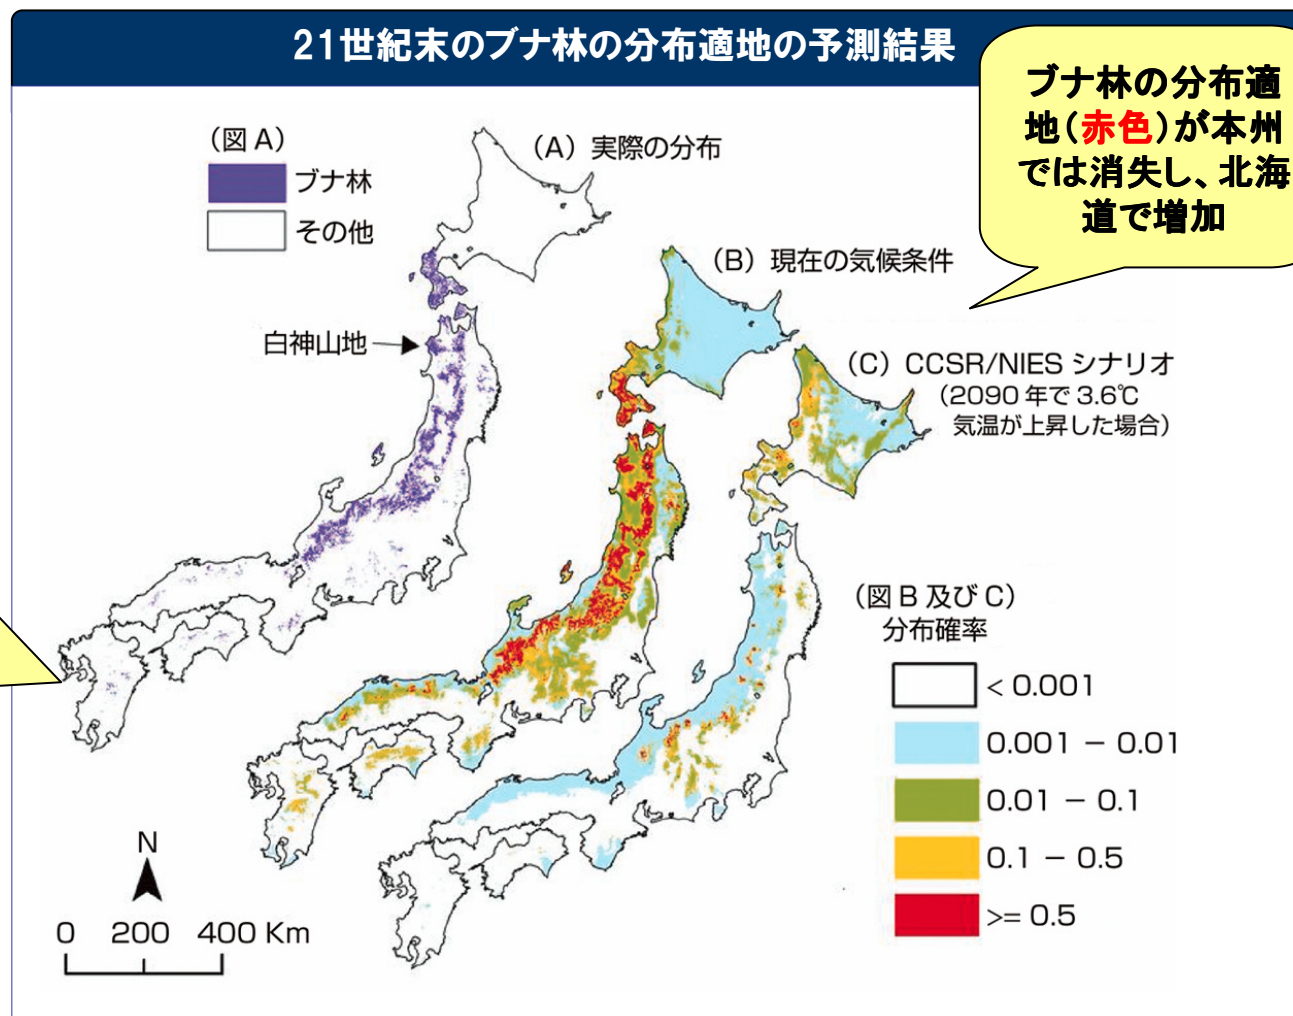 21世紀末のブナ林の分布適地の予測結果
ブナ林の分布適
地(赤色)が本州
では消失し、北海
道で増加
(図 A)
ブナ林
その他
(A) 実際の分布
白神山地
(B) 現在の気候条件
(C) CCSR/NIES シナリオ
(2090 年で 3.6℃
気温が上昇した場合)
(図 B 及び C)
分布確率
< 0.001
0.001 − 0.01
0.01 − 0.1
0.1 − 0.5
>= 0.5
N
0 200 400 Km